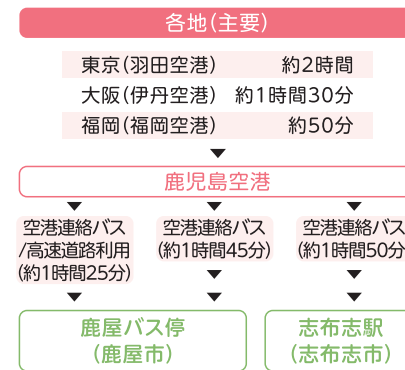 各地(主要)
東京(羽田空港) 約2時間
大阪(伊丹空港) 約1時間30分
福岡(福岡空港) 約50分
鹿児島空港
空港連絡バス
/高速道路利用
(約1時間25分)
空港連絡バス
(約1時間45分)
空港連絡バス
(約1時間50分
鹿屋バス停
(鹿屋市)
志布志駅
(志布志市)